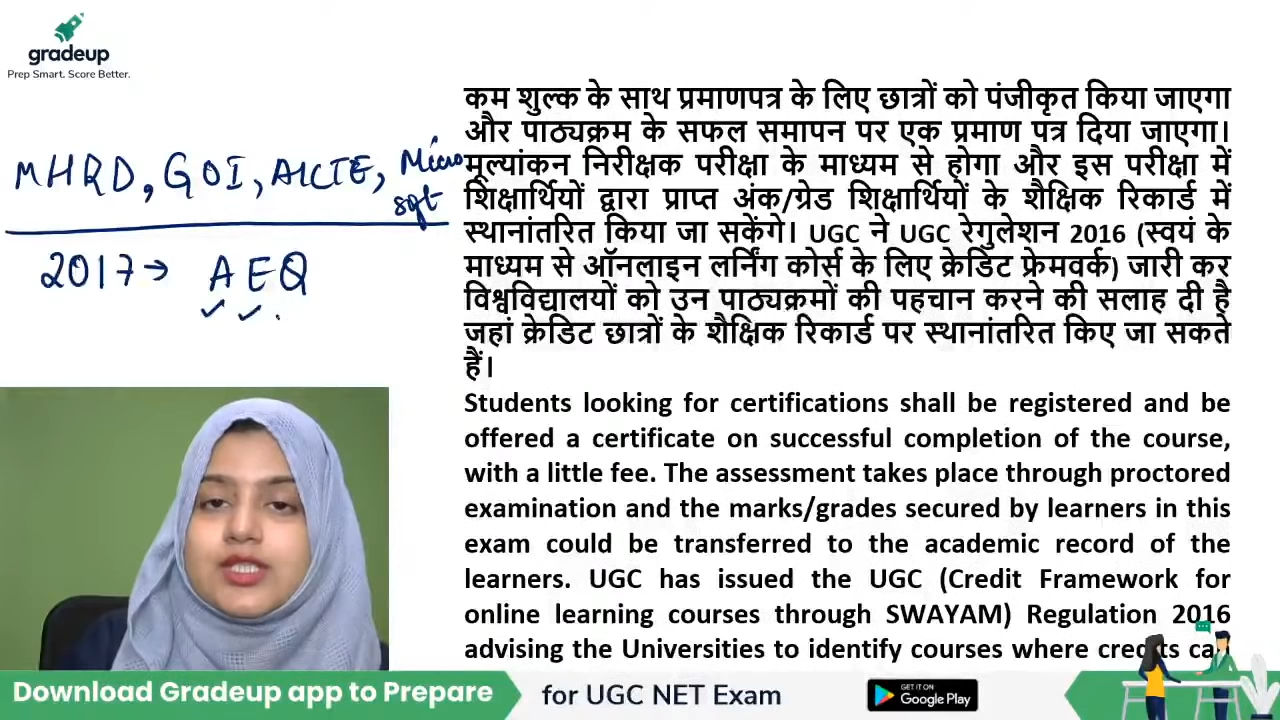 gradeup
Prep Smart. Score Better.
MHRD, GOI, AICTE, Micro
soft
2017→ AEQ
कम शुल्क के साथ प्रमाणपत्र के लिए छात्रों को पंजीकृत किया जाएगा
और पाठ्यक्रम के सफल समापन पर एक प्रमाण पत्र दिया जाएगा।
मूल्यांकन निरीक्षक परीक्षा के माध्यम से होगा और इस परीक्षा में
शिक्षार्थियों द्वारा प्राप्त अंक/ग्रेड शिक्षार्थियों के शैक्षिक रिकार्ड में
स्थानांतरित किया जा सकेंगे। UGC ने UGC रेगुलेशन 2016 (स्वयं के
माध्यम से ऑनलाइन लर्निंग कोर्स के लिए क्रेडिट फ्रेमवर्क) जारी कर
विश्वविद्यालयों को उन पाठ्यक्रमों की पहचान करने की सलाह दी है
जहां क्रेडिट छात्रों के शैक्षिक रिकार्ड पर स्थानांतरित किए जा सकते
हैं।
Students looking for certifications shall be registered and be
offered a certificate on successful completion of the course,
with a little fee. The assessment takes place through proctored
examination and the marks/grades secured by learners in this
exam could be transferred to the academic record of the
learners. UGC has issued the UGC (Credit Framework for
online learning courses through SWAYAM) Regulation 2016
advising the Universities to identify courses where credits ca
Download Gradeup app to Prepare for UGC NET Exam
GET IT ON
Google Play